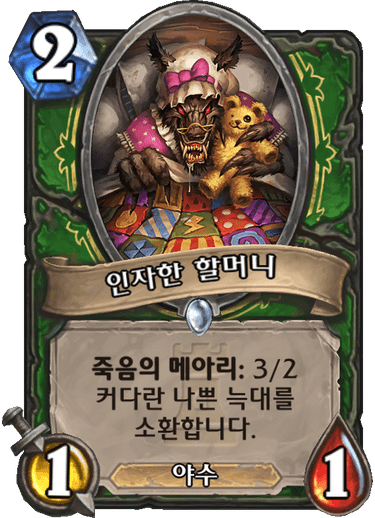 2
인자한 할머니
죽음의 메아리: 3/2
커다란 나쁜 늑대를
소환합니다.
야수
1
1